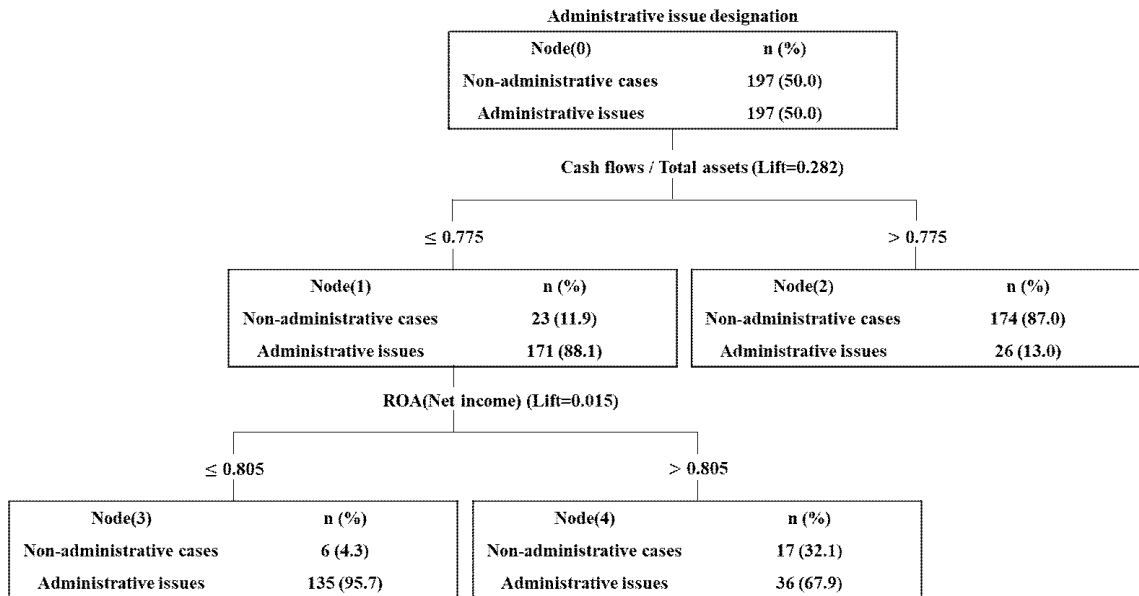 Administrative issue designation
Node(0) n (%)
Non-administrative cases 197 (50.0)
Administrative issues 197 (50.0)
Cash flows / Total assets (Lift=0.282)
≤ 0.775 > 0.775
Node(1) n (%)
Non-administrative cases 23 (11.9)
Administrative issues 171 (88.1)
Node(2) n (%)
Non-administrative cases 174 (87.0)
Administrative issues 26 (13.0)
ROA(Net income) (Lift=0.015)
≤ 0.805 > 0.805
Node(3) n (%)
Non-administrative cases 6 (4.3)
Administrative issues 135 (95.7)
Node(4) n (%)
Non-administrative cases 17 (32.1)
Administrative issues 36 (67.9)